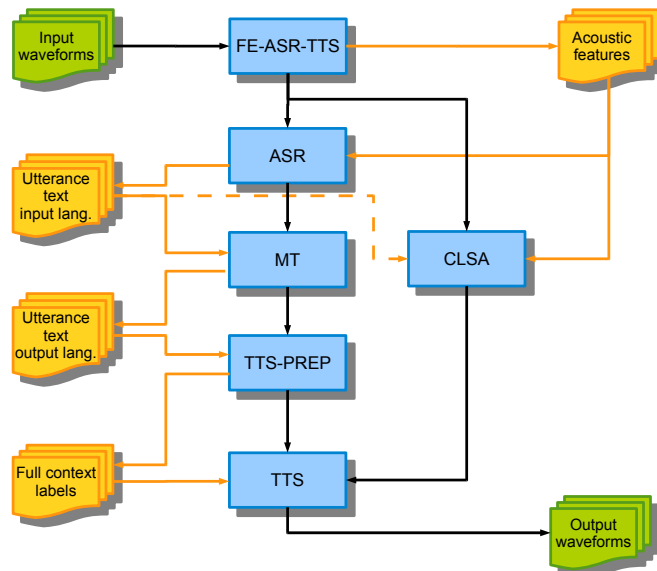 Input
waveforms
FE-ASR-TTS
Acoustic
features
ASR
Utterance
text
input lang.
MT
CLSA
Utterance
text
output lang.
TTS-PREP
Full context
labels
TTS
Output
waveforms